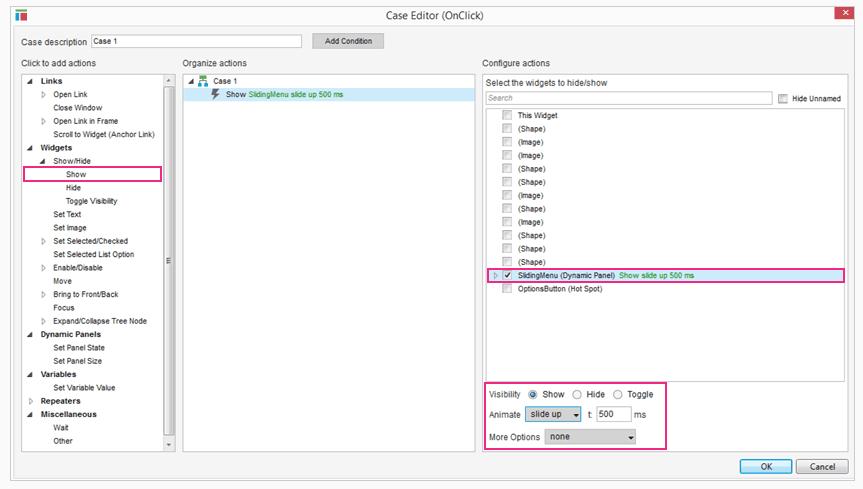 Case Editor (OnClick)
Case description
Case 1
Add Condition
Click to add actions
Links
Open Link
Close Window
Open Link in Frame
Scroll to Widget (Anchor Link)
Widgets
Show/Hide
Show
Hide
Toggle Visibility
Set Text
Set Image
Set Selected/Checked
Set Selected List Option
Enable/Disable
Move
Bring to Front/Back
Focus
Expand/Collapse Tree Node
Dynamic Panels
Set Panel State
Set Panel Size
Variables
Set Variable Value
Repeaters
Miscellaneous
Wait
Other
Organize actions
Case 1
Show SlidingMenu slide up 500 ms
Configure actions
Select the widgets to hide/show
Search
Hide Unnamed
This Widget
(Shape)
(Image)
(Image)
(Shape)
(Shape)
(Image)
(Shape)
(Image)
(Shape)
(Shape)
(Shape)
SlidingMenu (Dynamic Panel) Show slide up 500 ms
OptionsButton (Hot Spot)
Visibility Show Hide Toggle
Animate slide up t: 500 ms
More Options none
OK
Cancel